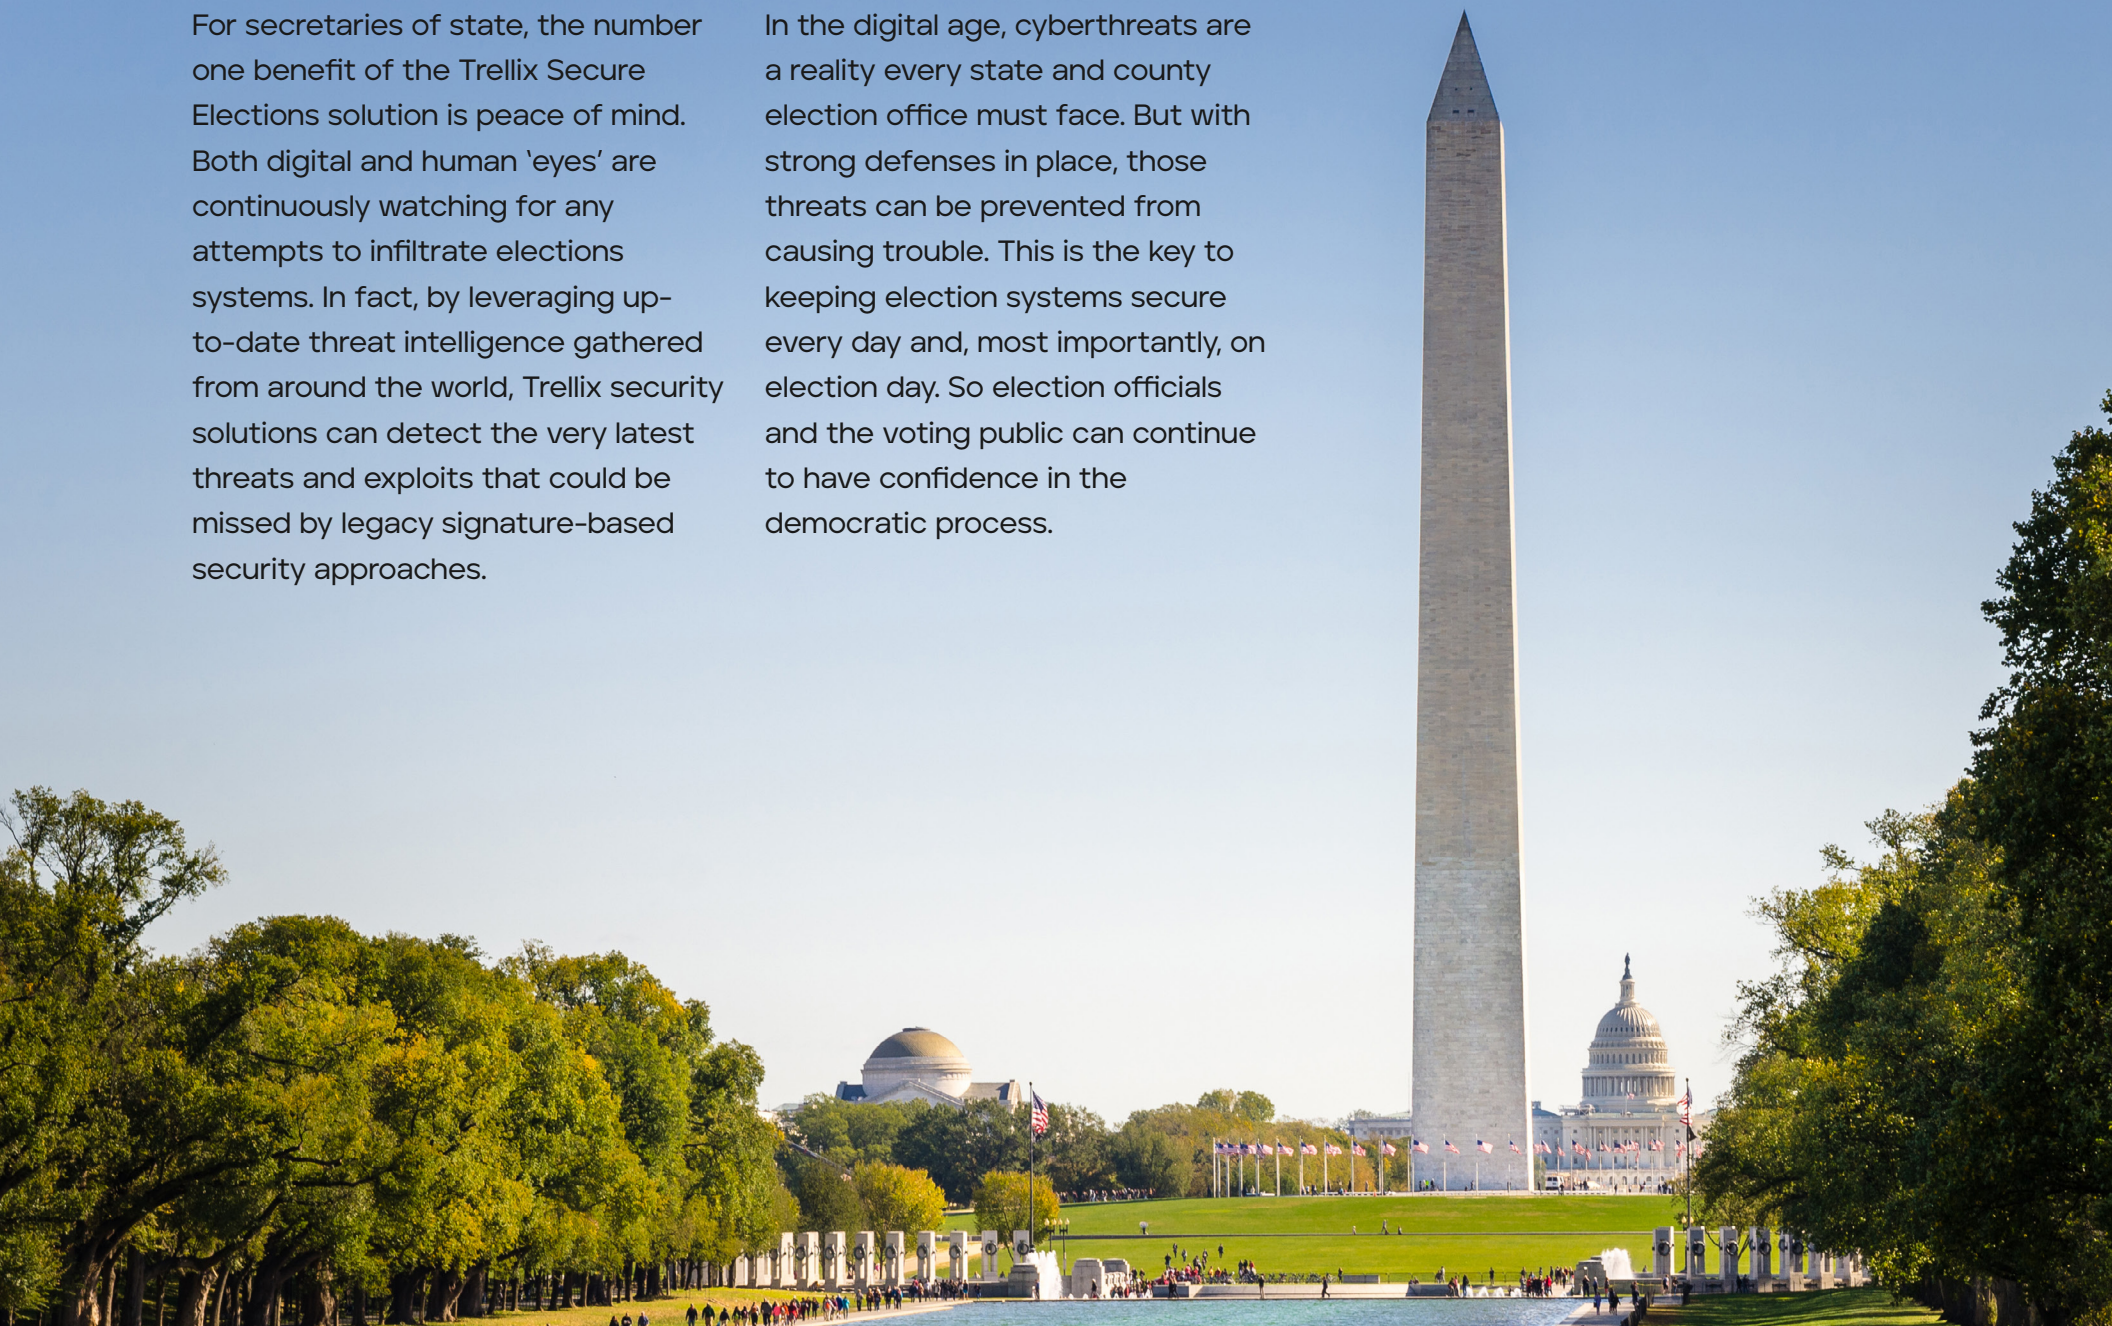 For secretaries of state, the number
one benefit of the Trellix Secure
Elections solution is peace of mind.
Both digital and human ‘eyes’ are
continuously watching for any
attempts to infiltrate elections
systems. In fact, by leveraging up-
to-date threat intelligence gathered
from around the world, Trellix security
solutions can detect the very latest
threats and exploits that could be
missed by legacy signature-based
security approaches.
In the digital age, cyberthreats are
a reality every state and county
election office must face. But with
strong defenses in place, those
threats can be prevented from
causing trouble. This is the key to
keeping election systems secure
every day and, most importantly, on
election day. So election officials
and the voting public can continue
to have confidence in the
democratic process.